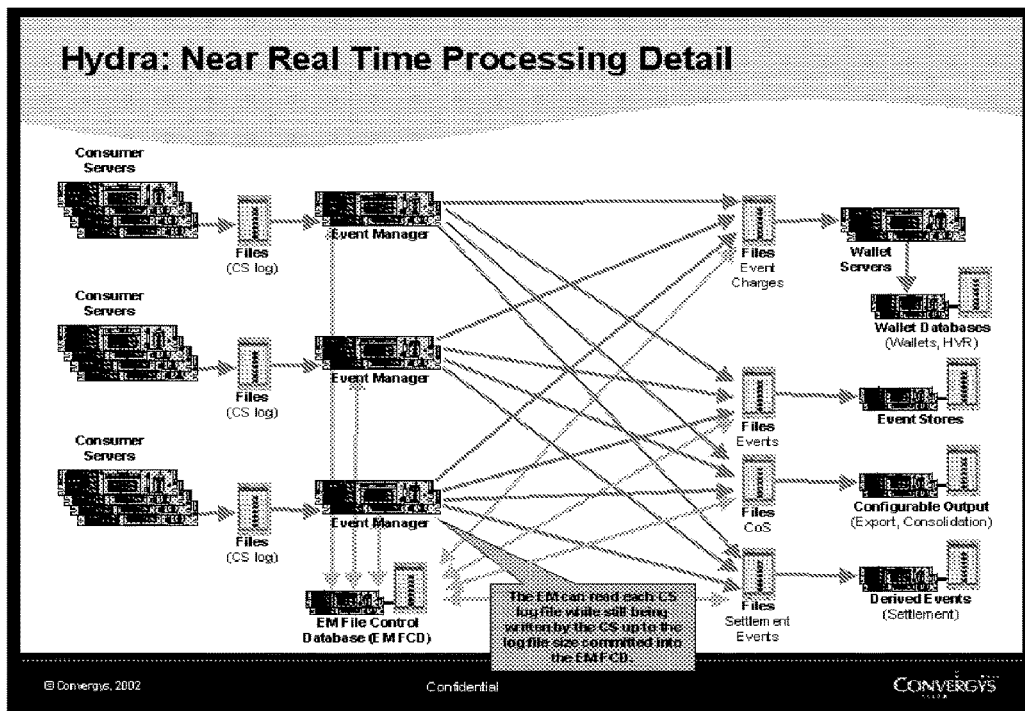 Hydra: Near Real Time Processing Detail
Consumer
Servers
Files
(CS log)
Event Manager
Files
Event
Charges
Wallet
Servers
Wallet Databases
(Wallets, HVR)
Consumer
Servers
Files
(CS log)
Event Manager
Files
Events
Event Stores
Consumer
Servers
Files
(CS log)
Event Manager
Files
CoS
Configurable Output
(Export, Consolidation)
EM File Control
Database (EM FCD)
The EM can read each CS
log file while still being
written by the CS up to the
log file size committed into
the EM FCD.
Files
Settlement
Events
Derived Events
(Settlement)
© Convergys, 2002
Confidential
CONVERGYS